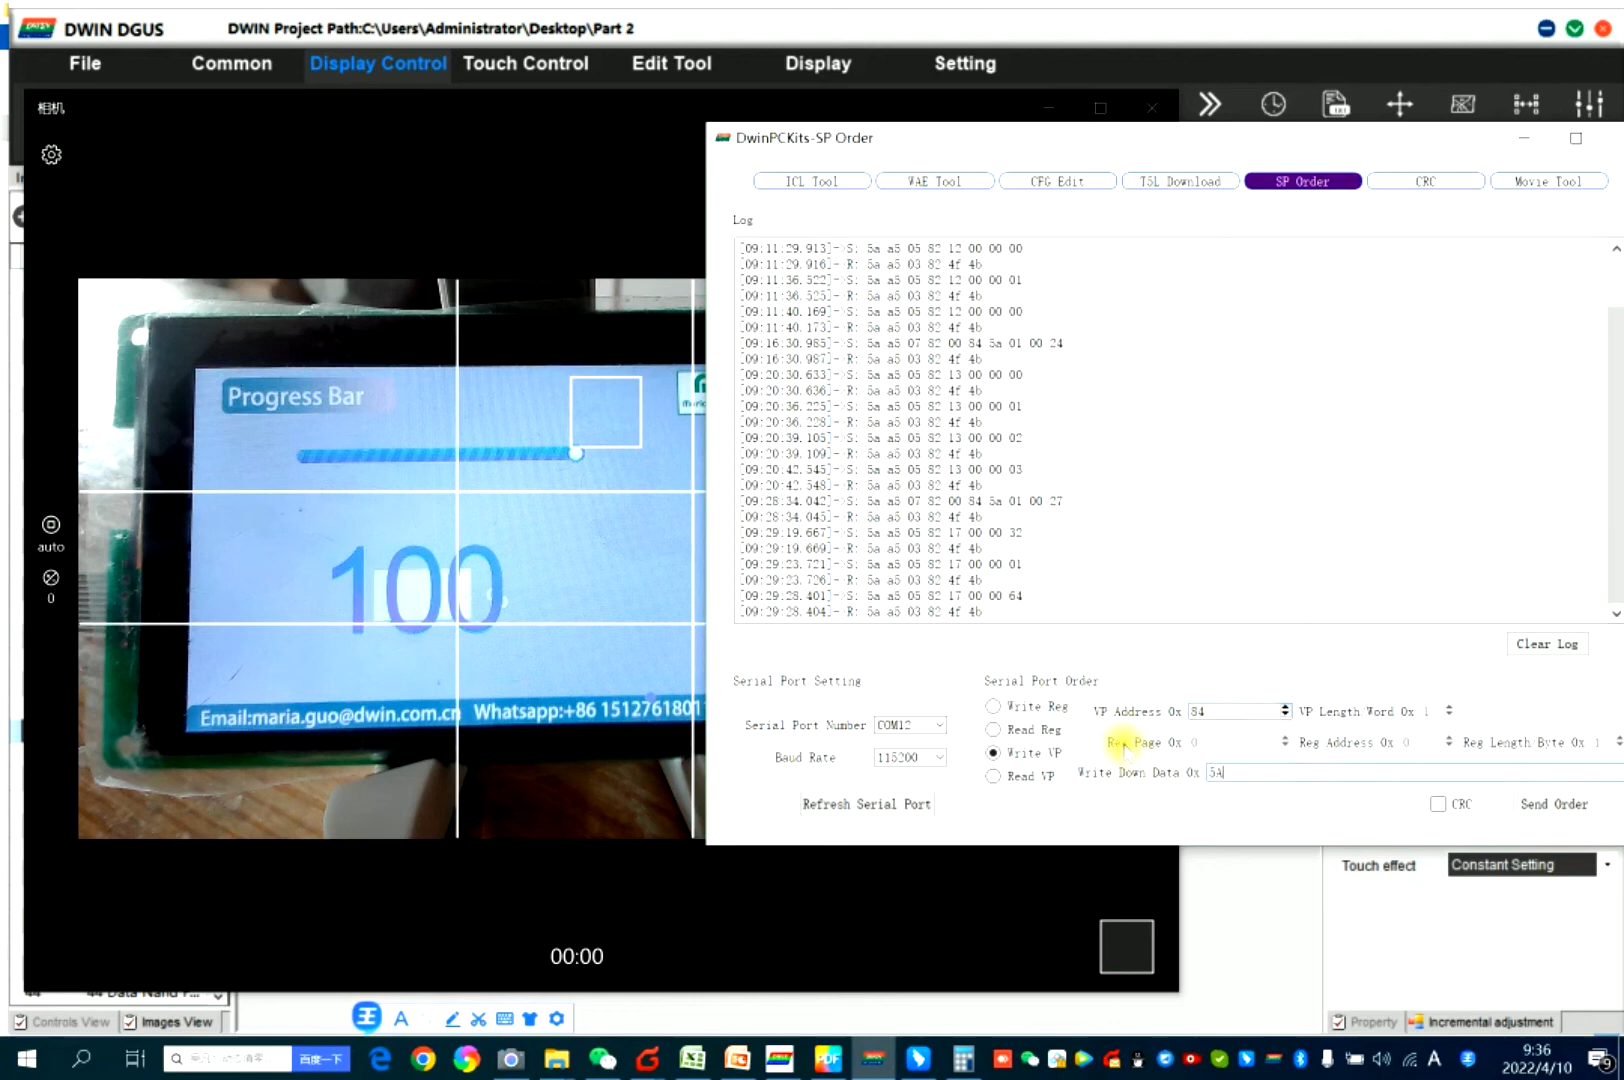 DWIN DGUS
DWIN Project Path:C:\Users\Administrator\Desktop\Part 2
File Common Display Control Touch Control Edit Tool Display Setting
相机
DwinPCKits-SP Order
ICL Tool WAE Tool CFG Edit T5L Download SP Order CRC Movie Tool
Log
[09:11:29.913]-S: 5a a5 05 82 12 00 00 00
[09:11:29.916]- R: 5a a5 03 82 4f 4b
[09:11:36.522]-S: 5a a5 05 82 12 00 00 01
[09:11:36.525]- R: 5a a5 03 82 4f 4b
[09:11:40.169]-S: 5a a5 05 82 12 00 00 00
[09:11:40.173]- R: 5a a5 03 82 4f 4b
[09:16:30.985]-S: 5a a5 07 82 00 84 5a 01 00 24
[09:16:30.987]- R: 5a a5 03 82 4f 4b
[09:20:30.633]-S: 5a a5 05 82 13 00 00 00
[09:20:30.636]- R: 5a a5 03 82 4f 4b
[09:20:36.225]-S: 5a a5 05 82 13 00 00 01
[09:20:36.228]- R: 5a a5 03 82 4f 4b
[09:20:39.105]-S: 5a a5 05 82 13 00 00 02
[09:20:39.109]- R: 5a a5 03 82 4f 4b
[09:20:42.545]-S: 5a a5 05 82 13 00 00 03
[09:20:42.548]- R: 5a a5 03 82 4f 4b
[09:28:34.042]-S: 5a a5 07 82 00 84 5a 01 00 27
[09:28:34.045]- R: 5a a5 03 82 4f 4b
[09:29:19.667]-S: 5a a5 05 82 17 00 00 32
[09:29:19.669]- R: 5a a5 03 82 4f 4b
[09:29:23.721]-S: 5a a5 05 82 17 00 00 01
[09:29:23.726]- R: 5a a5 03 82 4f 4b
[09:29:28.401]-S: 5a a5 05 82 17 00 00 64
[09:29:28.404]- R: 5a a5 03 82 4f 4b
Clear Log
Progress Bar
100
Email:maria.guo@dwin.com.cn Whatsapp:+86 15127618011
auto
0
Serial Port Setting Serial Port Order
Serial Port Number COM12
Baud Rate 115200
Refresh Serial Port
Write Reg
Read Reg
Write VP
Read VP
VP Address 0x 84 VP Length/Word 0x 1
Reg Page 0x 0 Reg Address 0x 0 Reg Length/Byte 0x 1
Write Down Data 0x 5A
CRC Send Order
Touch effect Constant Setting
00:00
Controls View Images View
Property Incremental adjustment
百度一下
9:36
2022/4/10